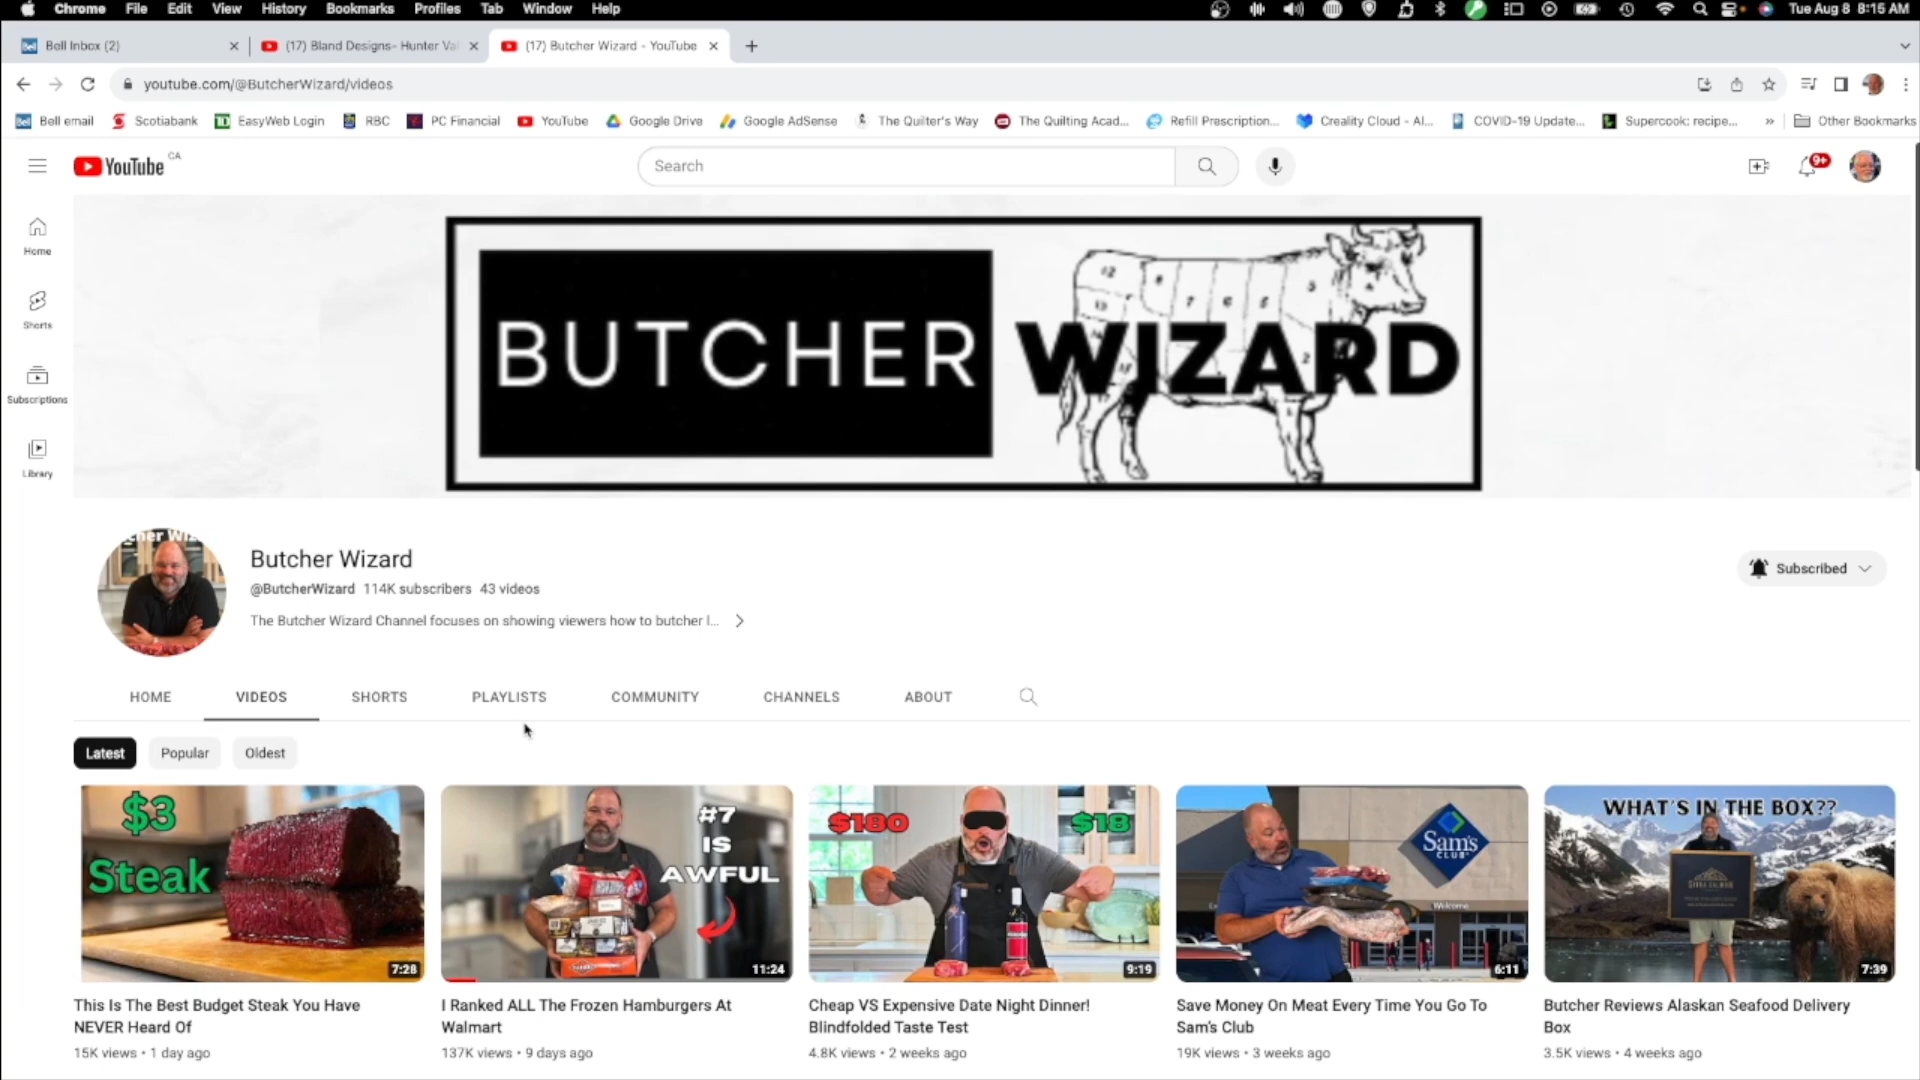 Chrome File Edit View History Bookmarks Profiles Tab Window Help Tue Aug 8 8:15 AM
Bell Inbox (2) (17) Bland Designs- Hunter Va (17) Butcher Wizard - YouTube
youtube.com/@ButcherWizard/videos
Bell email Scotiabank EasyWeb Login RBC PC Financial YouTube Google Drive Google AdSense The Quilter's Way The Quilting Acad... Refill Prescription... Creality Cloud - Al... COVID-19 Update... Supercook: recipe... » Other Bookmarks
YouTube CA
Search
9+
Home
Shorts
Subscriptions
Library
BUTCHER WIZARD
Butcher Wizard
@ButcherWizard 114K subscribers 43 videos
Subscribed
The Butcher Wizard Channel focuses on showing viewers how to butcher l...
HOME VIDEOS SHORTS PLAYLISTS COMMUNITY CHANNELS ABOUT
Latest Popular Oldest
$3
Steak
7:28
#7
IS
AWFUL
11:24
$180 $18
9:19
Sam's
CLUB
Welcome
6:11
WHAT'S IN THE BOX??
7:39
This Is The Best Budget Steak You Have
NEVER Heard Of
15K views • 1 day ago
I Ranked ALL The Frozen Hamburgers At
Walmart
137K views • 9 days ago
Cheap VS Expensive Date Night Dinner!
Blindfolded Taste Test
4.8K views • 2 weeks ago
Save Money On Meat Every Time You Go To
Sam's Club
19K views • 3 weeks ago
Butcher Reviews Alaskan Seafood Delivery
Box
3.5K views • 4 weeks ago